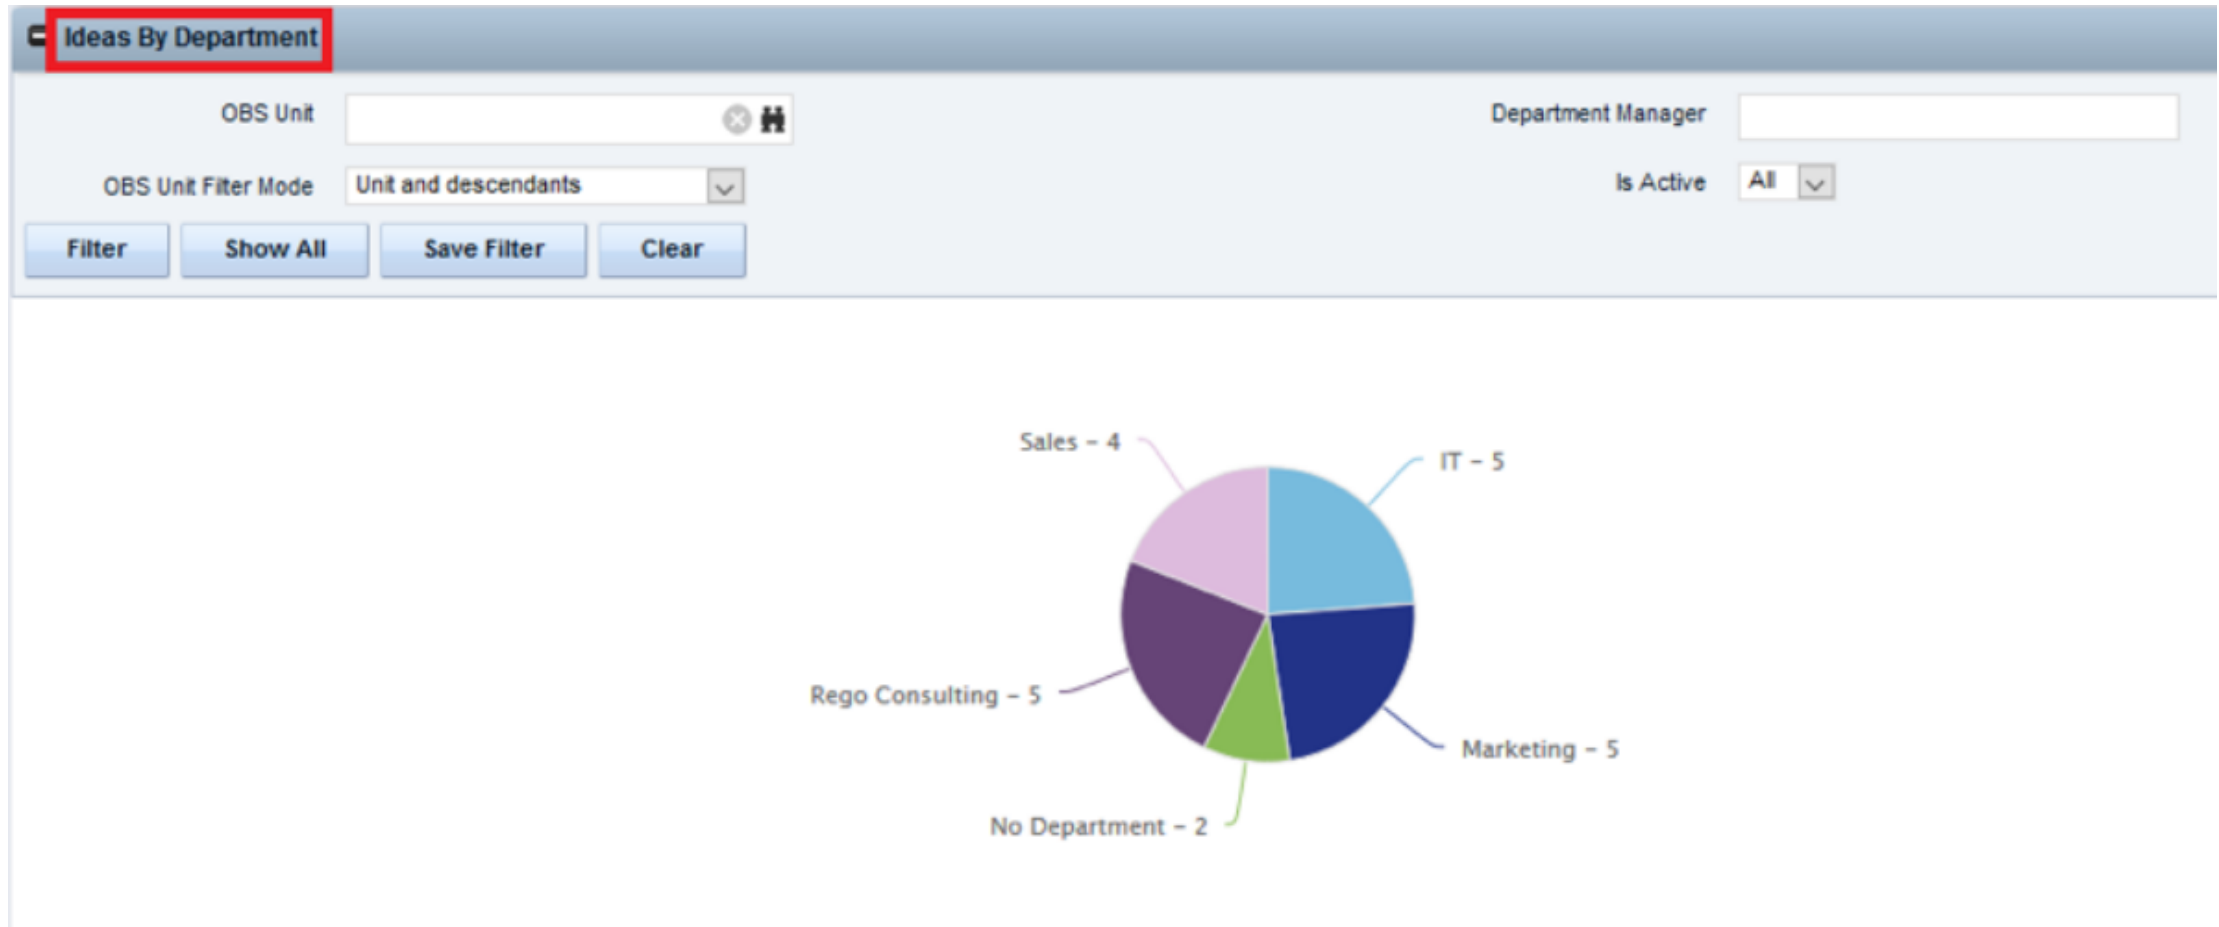 Ideas By Department
OBS Unit
Department Manager
OBS Unit Filter Mode Unit and descendants
Is Active All
Filter Show All Save Filter Clear
Sales – 4
IT – 5
Rego Consulting – 5
Marketing – 5
No Department – 2